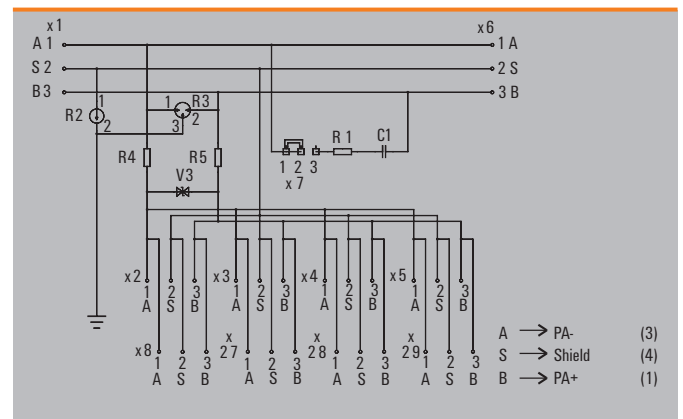 x1 x6
A 1 1 A
S 2 2 S
B 3 3 B
R2 1 2
1 R3 2 3
R4 R5
V3
1 2 3 R 1 C1
x 7
x2 1 2 3 x3 1 2 3 x4 1 2 3 x5 1 2 3
A S B A S B A S B A S B
x8 1 2 3 x 27 1 2 3 x 28 1 2 3 x 29 1 2 3
A S B A S B A S B A S B
A → PA- (3)
S → Shield (4)
B → PA+ (1)